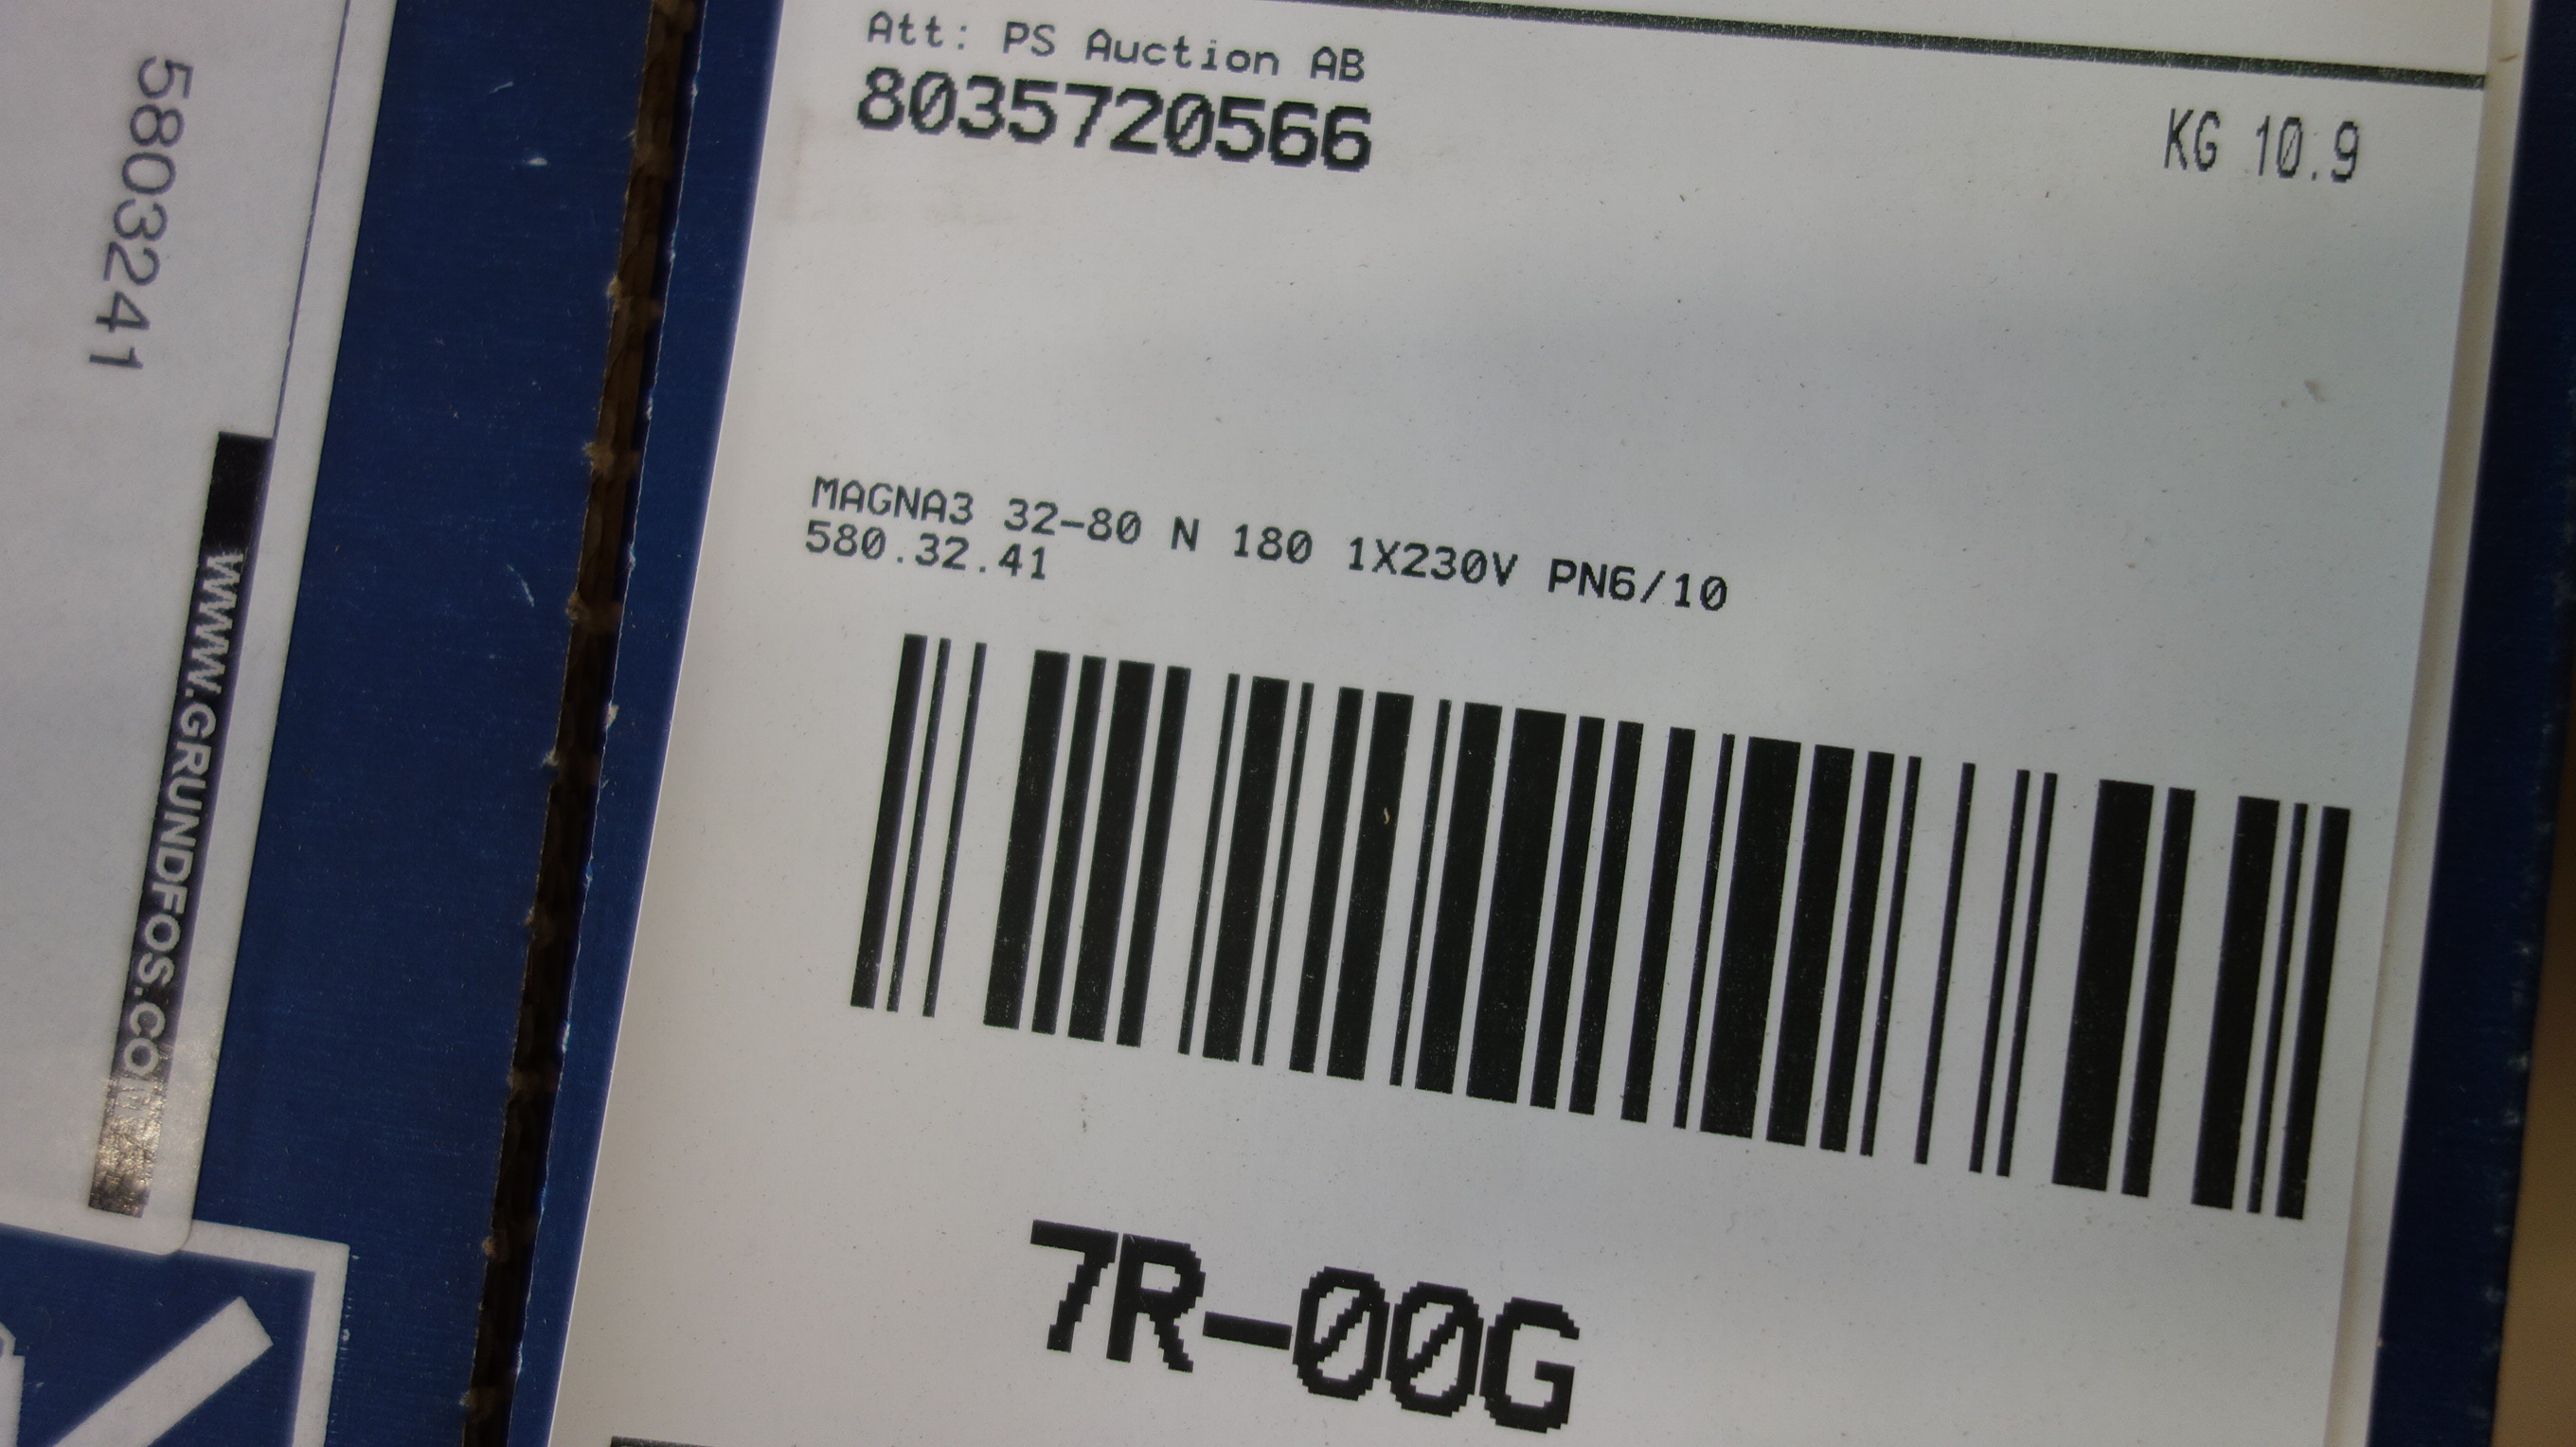 5803241
WWW.GRUNDFOS.COM
Att: PS Auction AB
8035720566
KG 10.9
MAGNA3 32-80 N 180 1X230V PN6/10
580.32.41
7R-00G